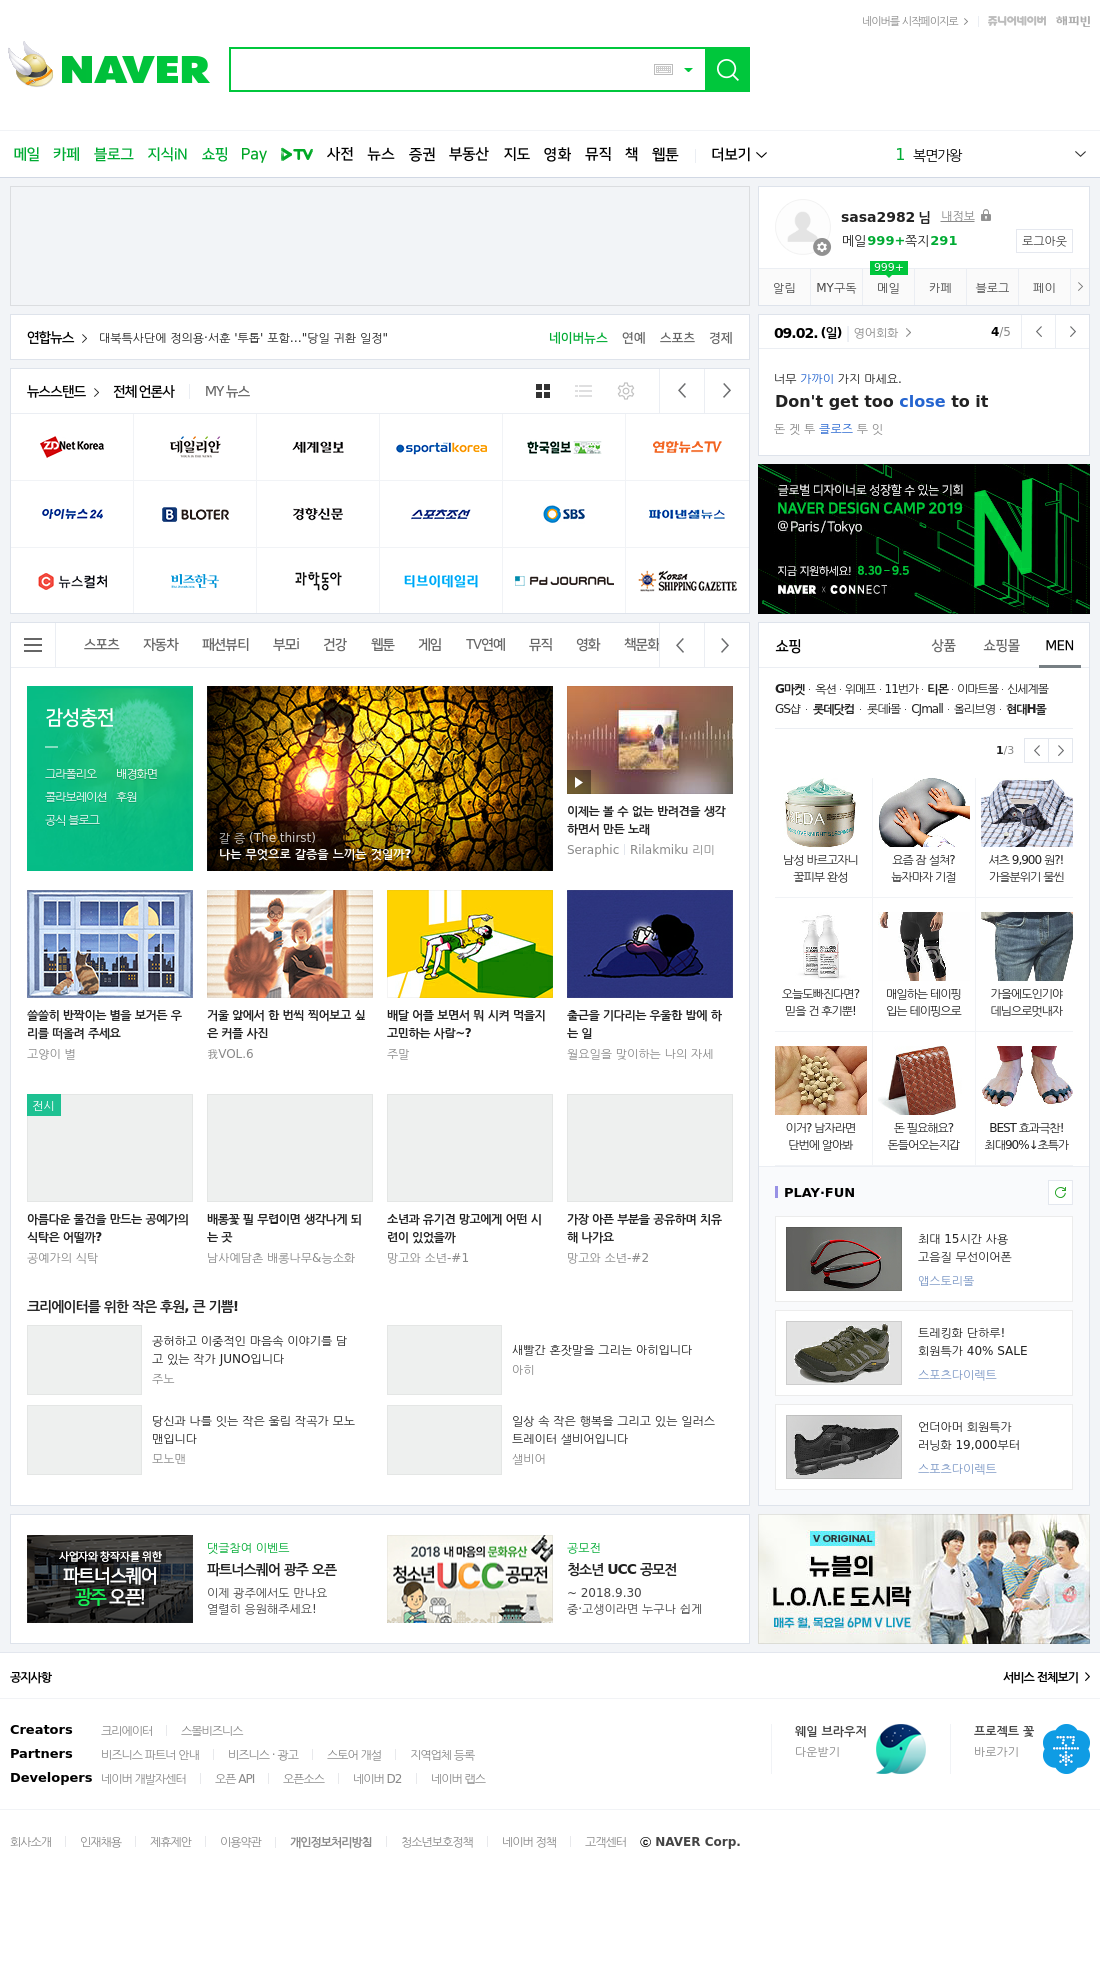 네이버를 시작페이지로 쥬니어네이버 해피빈
NAVER
메일 카페 블로그 지식iN 쇼핑 Pay TV 사전 뉴스 증권 부동산 지도 영화 뮤직 책 웹툰 더보기
1 복면가왕
sasa2982 님 내정보
메일999+쪽지291
로그아웃
999+
알림 MY구독 메일 카페 블로그 페이
연합뉴스 대북특사단에 정의용·서훈 '투톱' 포함..."당일 귀환 일정"
네이버뉴스 연예 스포츠 경제
09.02. (일) 영어회화 4/5
너무 가까이 가지 마세요.
Don't get too close to it
돈 겟 투 클로즈 투 잇
뉴스스탠드 전체 언론사 MY 뉴스
ZDNet Korea 데일리안 세계일보 sportalkorea 한국일보 연합뉴스TV
아이뉴스24 BLOTER 경향신문 스포츠조선 SBS 파이낸셜뉴스
뉴스컬처 비즈한국 과학동아 티브이데일리 PD JOURNAL KOREA SHIPPING GAZETTE
글로벌 디자이너로 성장할 수 있는 기회
NAVER DESIGN CAMP 2019
@Paris/Tokyo
지금 지원하세요! 8.30 – 9.5
NAVER x CONNECT
스포츠 자동차 패션뷰티 부모i 건강 웹툰 게임 TV연예 뮤직 영화 책문화
감성충전
그라폴리오 배경화면
콜라보레이션 후원
공식 블로그
갈 증 (The thirst)
나는 무엇으로 갈증을 느끼는 것일까?
이제는 볼 수 없는 반려견을 생각
하면서 만든 노래
Seraphic Rilakmiku 리미
쓸쓸히 반짝이는 별을 보거든 우
리를 떠올려 주세요
고양이 별
거울 앞에서 한 번씩 찍어보고 싶
은 커플 사진
我VOL.6
배달 어플 보면서 뭐 시켜 먹을지
고민하는 사람~?
주말
출근을 기다리는 우울한 밤에 하
는 일
월요일을 맞이하는 나의 자세
전시
아름다운 물건을 만드는 공예가의
식탁은 어떨까?
공예가의 식탁
배롱꽃 필 무렵이면 생각나게 되
는 곳
남사예담촌 배롱나무&능소화
소년과 유기견 망고에게 어떤 시
련이 있었을까
망고와 소년-#1
가장 아픈 부분을 공유하며 치유
해 나가요
망고와 소년-#2
크리에이터를 위한 작은 후원, 큰 기쁨!
공허하고 이중적인 마음속 이야기를 담
고 있는 작가 JUNO입니다
주노
새빨간 혼잣말을 그리는 아히입니다
아히
당신과 나를 잇는 작은 울림 작곡가 모노
맨입니다
모노맨
일상 속 작은 행복을 그리고 있는 일러스
트레이터 샐비어입니다
샐비어
쇼핑 상품 쇼핑몰 MEN
G마켓 · 옥션 · 위메프 · 11번가 · 티몬 · 이마트몰 · 신세계몰
GS샵 · 롯데닷컴 · 롯데i몰 · CJmall · 올리브영 · 현대H몰
1/3
남성 바르고자니
꿀피부 완성
요즘 잠 설쳐?
눕자마자 기절
셔츠 9,900 원?!
가을분위기 물씬
오늘도빠진다면?
믿을 건 후기뿐!
매일하는 테이핑
입는 테이핑으로
가을에도인기야
데님으로멋내자
이거? 남자라면
단번에 알아봐
돈 필요해요?
돈들어오는지갑
BEST 효과극찬!
최대90%↓초특가
PLAY·FUN
최대 15시간 사용
고음질 무선이어폰
앱스토리몰
트레킹화 단하루!
회원특가 40% SALE
스포츠다이렉트
언더아머 회원특가
러닝화 19,000부터
스포츠다이렉트
사업자와 창작자를 위한
파트너스퀘어
광주 오픈!
댓글참여 이벤트
파트너스퀘어 광주 오픈
이제 광주에서도 만나요
열렬히 응원해주세요!
2018 내 마음의 문화유산
청소년 UCC 공모전
공모전
청소년 UCC 공모전
~ 2018.9.30
중·고생이라면 누구나 쉽게
V ORIGINAL
뉴블의
L.O.Λ.E 도시락
매주 월, 목요일 6PM V LIVE
공지사항 서비스 전체보기
Creators 크리에이터 스몰비즈니스
Partners 비즈니스 파트너 안내 비즈니스 · 광고 스토어 개설 지역업체 등록
Developers 네이버 개발자센터 오픈 API 오픈소스 네이버 D2 네이버 랩스
웨일 브라우저
다운받기
프로젝트 꽃
바로가기
회사소개 인재채용 제휴제안 이용약관 개인정보처리방침 청소년보호정책 네이버 정책 고객센터 ⓒ NAVER Corp.